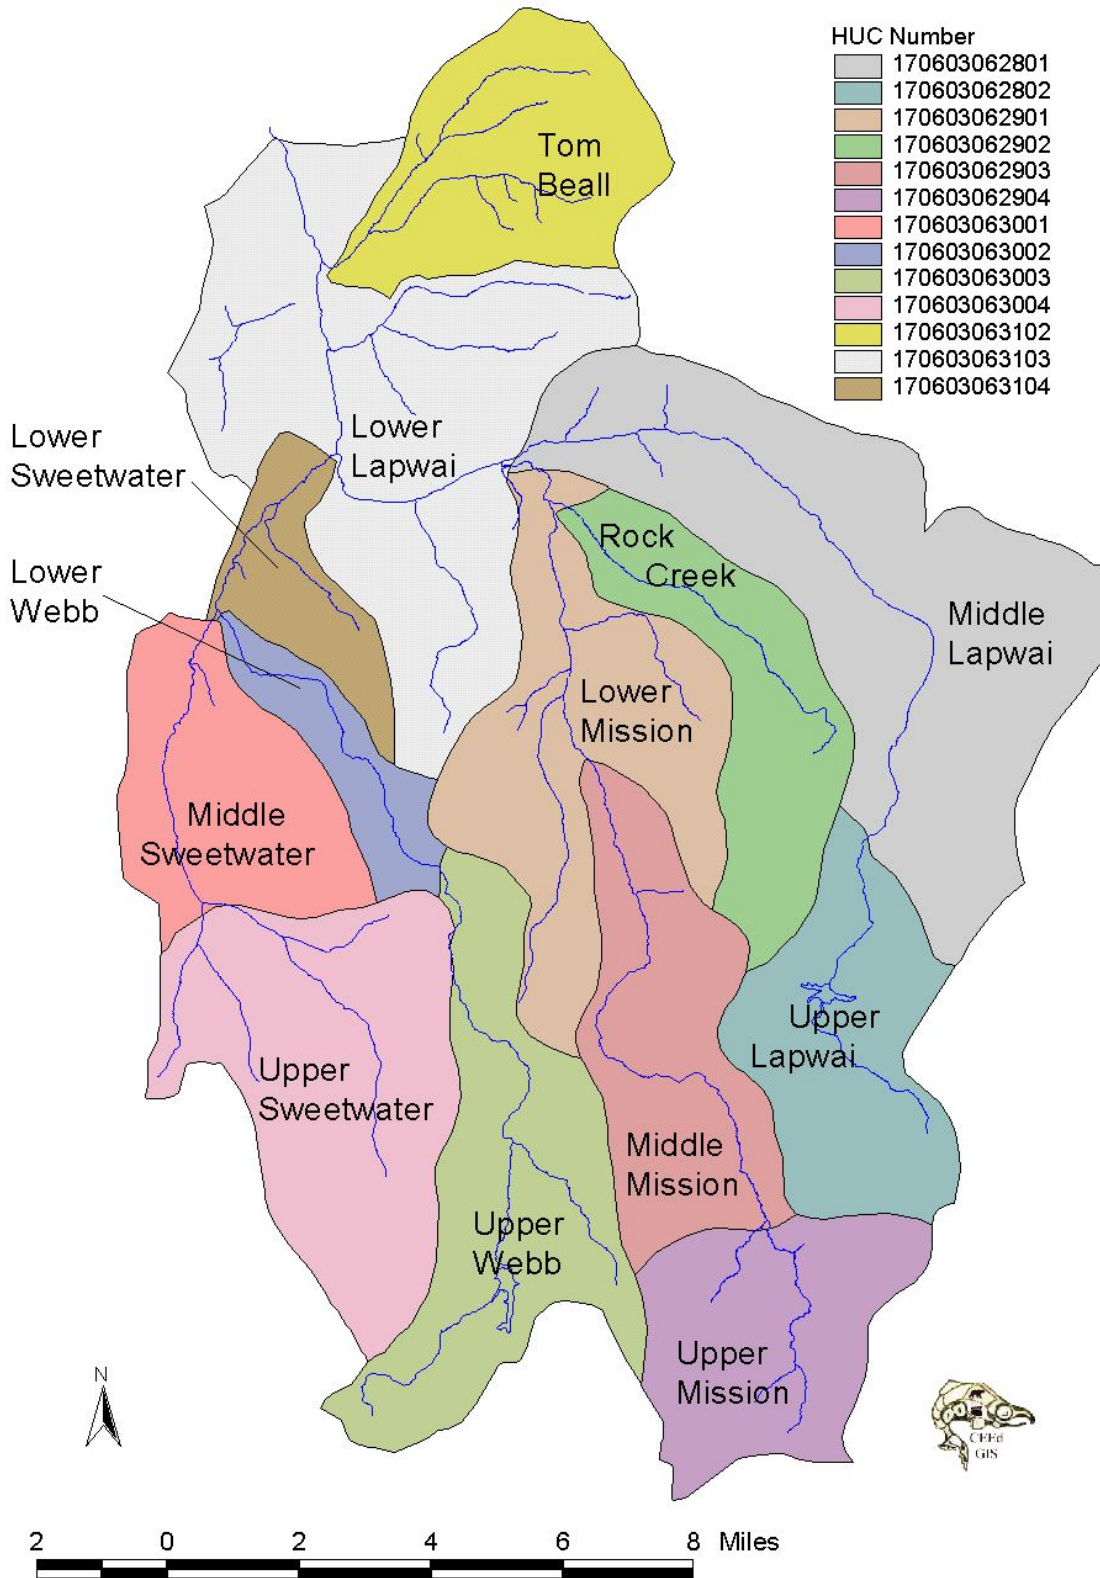 HUC Number
170603062801
170603062802
170603062901
170603062902
170603062903
170603062904
170603063001
170603063002
170603063003
170603063004
170603063102
170603063103
170603063104
Tom
Beall
Lower
Sweetwater
Lower
Lapwai
Lower
Webb
Rock
Creek
Middle
Lapwai
Lower
Mission
Middle
Sweetwater
Upper
Lapwai
Upper
Sweetwater
Middle
Mission
Upper
Webb
Upper
Mission
N
CEEd
GIS
2 0 2 4 6 8 Miles